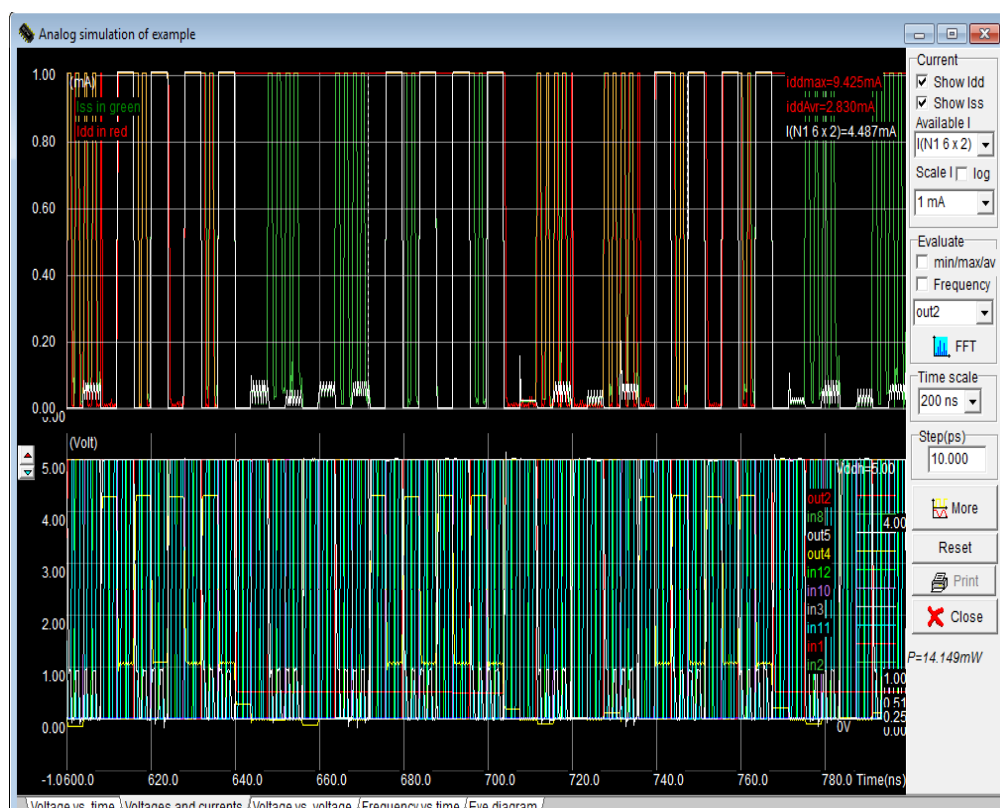 Analog simulation of example
1.00
(mA)
Iss in green
Idd in red
0.80
0.60
0.40
0.20
0.00
0.00
iddmax=9.425mA
iddAvr=2.830mA
I(N1 6 x 2)=4.487mA
(Volt)
5.00
4.00
3.00
2.00
1.00
0.00
-1.0
Vddh=5.00
out2
in8
out5
out4
in12
in10
in3
in11
in1
in2
4.00
1.00
0.51
0.25
0.00
0V
600.0 620.0 640.0 660.0 680.0 700.0 720.0 740.0 760.0 780.0 Time(ns)
Voltage vs. time Voltages and currents Voltage vs. voltage Frequency vs time Eye diagram
Current
Show Idd
Show Iss
Available I
I(N1 6 x 2)
Scale I log
1 mA
Evaluate
min/max/av
Frequency
out2
FFT
Time scale
200 ns
Step(ps)
10.000
More
Reset
Print
Close
P=14.149mW